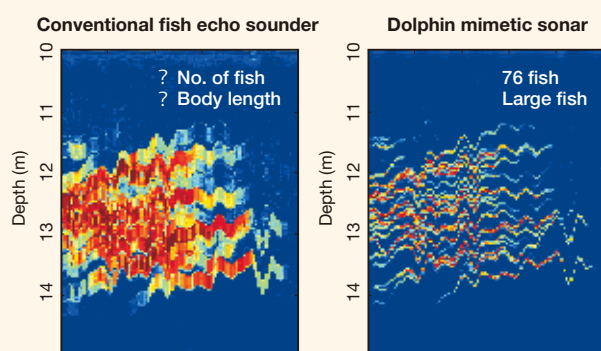 Conventional fish echo sounder
? No. of fish
? Body length
Depth (m)
10
11
12
13
14
Dolphin mimetic sonar
76 fish
Large fish
Depth (m)
10
11
12
13
14